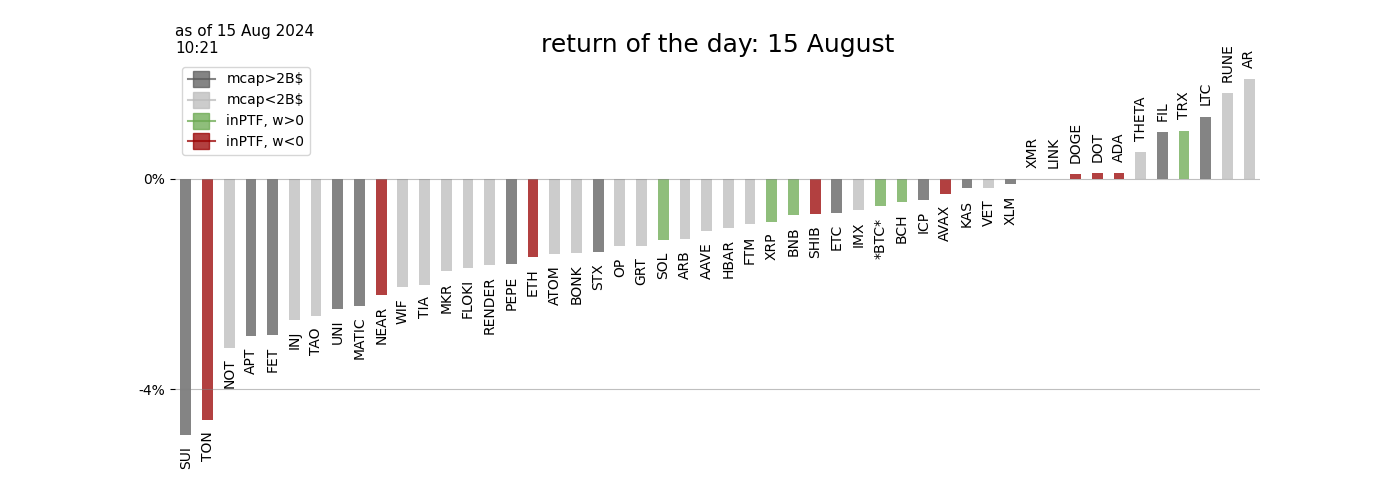 as of 15 Aug 2024
10:21
return of the day: 15 August
mcap>2B$
mcap<2B$
inPTF, w>0
inPTF, w<0
0%
-4%
SUI
TON
NOT
APT
FET
INJ
TAO
UNI
MATIC
NEAR
WIF
TIA
MKR
FLOKI
RENDER
PEPE
ETH
ATOM
BONK
STX
OP
GRT
SOL
ARB
AAVE
HBAR
FTM
XRP
BNB
SHIB
ETC
IMX
*BTC*
BCH
ICP
AVAX
KAS
VET
XLM
XMR
LINK
DOGE
DOT
ADA
THETA
FIL
TRX
LTC
RUNE
AR